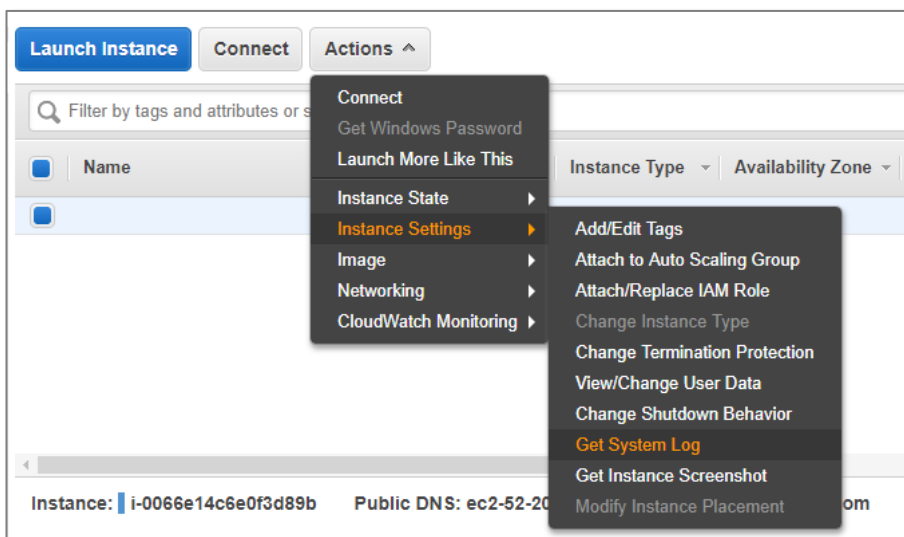 Launch Instance Connect Actions
Filter by tags and attributes or s
Connect
Get Windows Password
Launch More Like This
Name Instance Type Availability Zone
Instance State
Instance Settings
Image
Networking
CloudWatch Monitoring
Add/Edit Tags
Attach to Auto Scaling Group
Attach/Replace IAM Role
Change Instance Type
Change Termination Protection
View/Change User Data
Change Shutdown Behavior
Get System Log
Get Instance Screenshot
Modify Instance Placement
Instance: i-0066e14c6e0f3d89b Public DNS: ec2-52-20 om